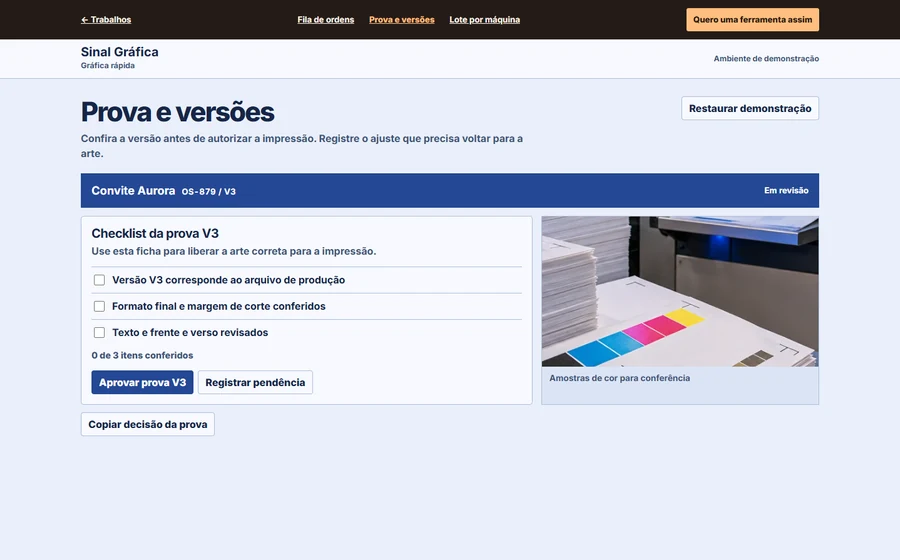 ← Trabalhos
Fila de ordens
Prova e versões
Lote por máquina
Quero uma ferramenta assim
Sinal Gráfica
Gráfica rápida
Ambiente de demonstração
Prova e versões
Restaurar demonstração
Confira a versão antes de autorizar a impressão. Registre o ajuste que precisa voltar para a
arte.
Convite Aurora OS-879 / V3
Em revisão
Checklist da prova V3
Use esta ficha para liberar a arte correta para a impressão.
Versão V3 corresponde ao arquivo de produção
Formato final e margem de corte conferidos
Texto e frente e verso revisados
0 de 3 itens conferidos
Aprovar prova V3
Registrar pendência
Amostras de cor para conferência
Copiar decisão da prova